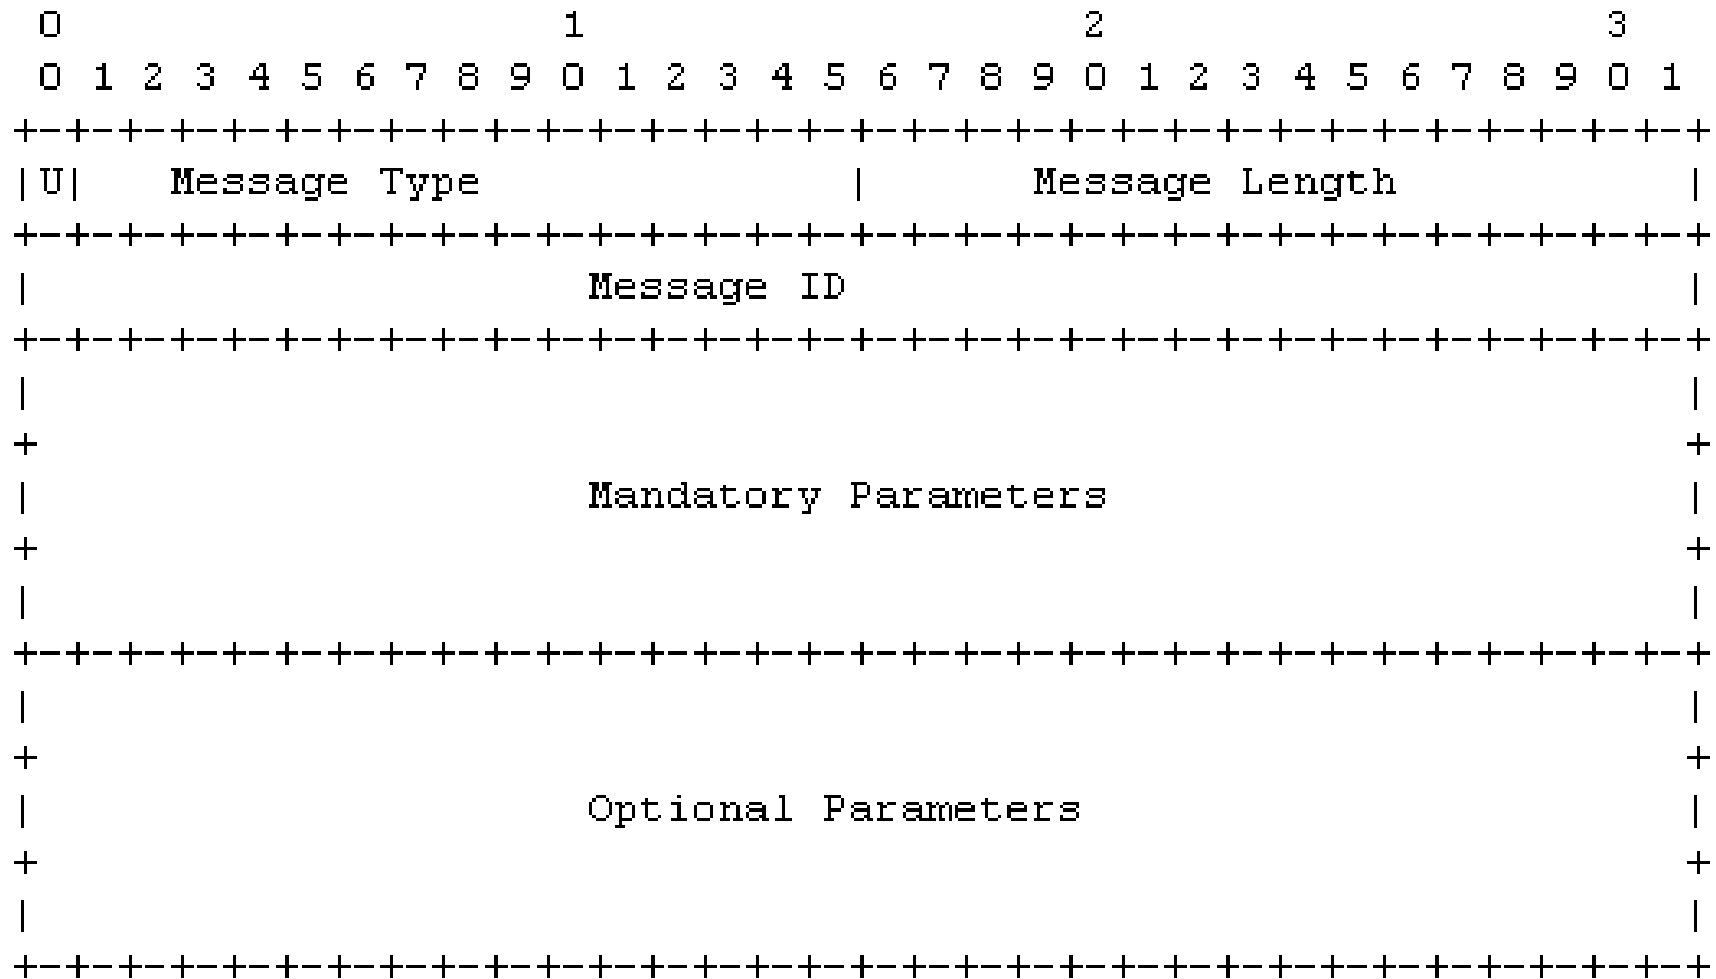 0                   1                   2                   3
 0 1 2 3 4 5 6 7 8 9 0 1 2 3 4 5 6 7 8 9 0 1 2 3 4 5 6 7 8 9 0 1
+-+-+-+-+-+-+-+-+-+-+-+-+-+-+-+-+-+-+-+-+-+-+-+-+-+-+-+-+-+-+-+-+
|U|   Message Type              |      Message Length           |
+-+-+-+-+-+-+-+-+-+-+-+-+-+-+-+-+-+-+-+-+-+-+-+-+-+-+-+-+-+-+-+-+
|                     Message ID                                |
+-+-+-+-+-+-+-+-+-+-+-+-+-+-+-+-+-+-+-+-+-+-+-+-+-+-+-+-+-+-+-+-+
|                                                               |
+                                                               +
|                     Mandatory Parameters                      |
+                                                               +
|                                                               |
+-+-+-+-+-+-+-+-+-+-+-+-+-+-+-+-+-+-+-+-+-+-+-+-+-+-+-+-+-+-+-+-+
|                                                               |
+                                                               +
|                     Optional Parameters                       |
+                                                               +
|                                                               |
+-+-+-+-+-+-+-+-+-+-+-+-+-+-+-+-+-+-+-+-+-+-+-+-+-+-+-+-+-+-+-+-+